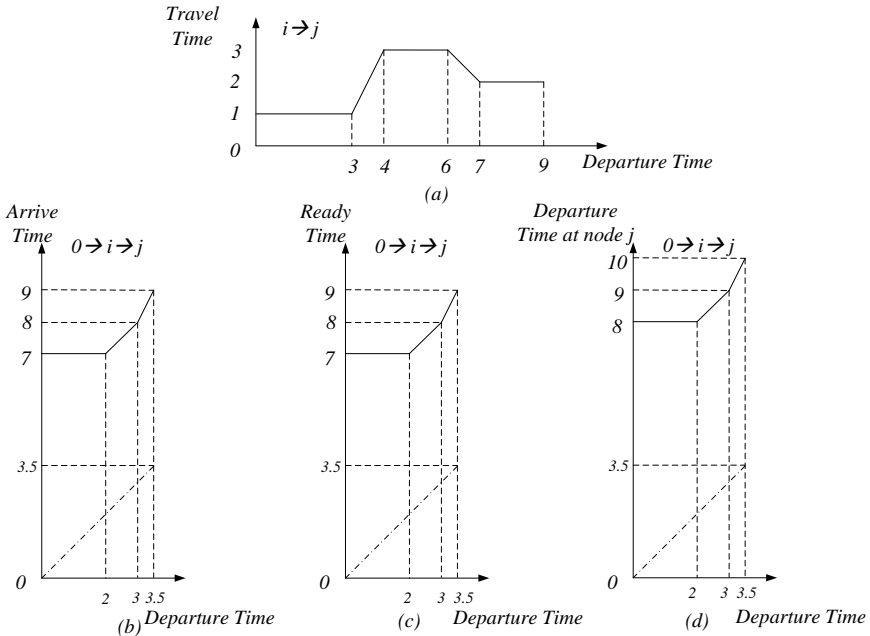 Travel
Time
i→j
3
2
1
0
3 4 6 7 9
Departure Time
(a)
Arrive
Time
0→i→j
9
8
7
3.5
0
2 3 3.5
(b)
Departure Time
Ready
Time
0→i→j
9
8
7
3.5
0
2 3 3.5
(c)
Departure Time
Departure
Time at node j
0→i→j
10
9
8
3.5
0
2 3 3.5
(d)
Departure Time